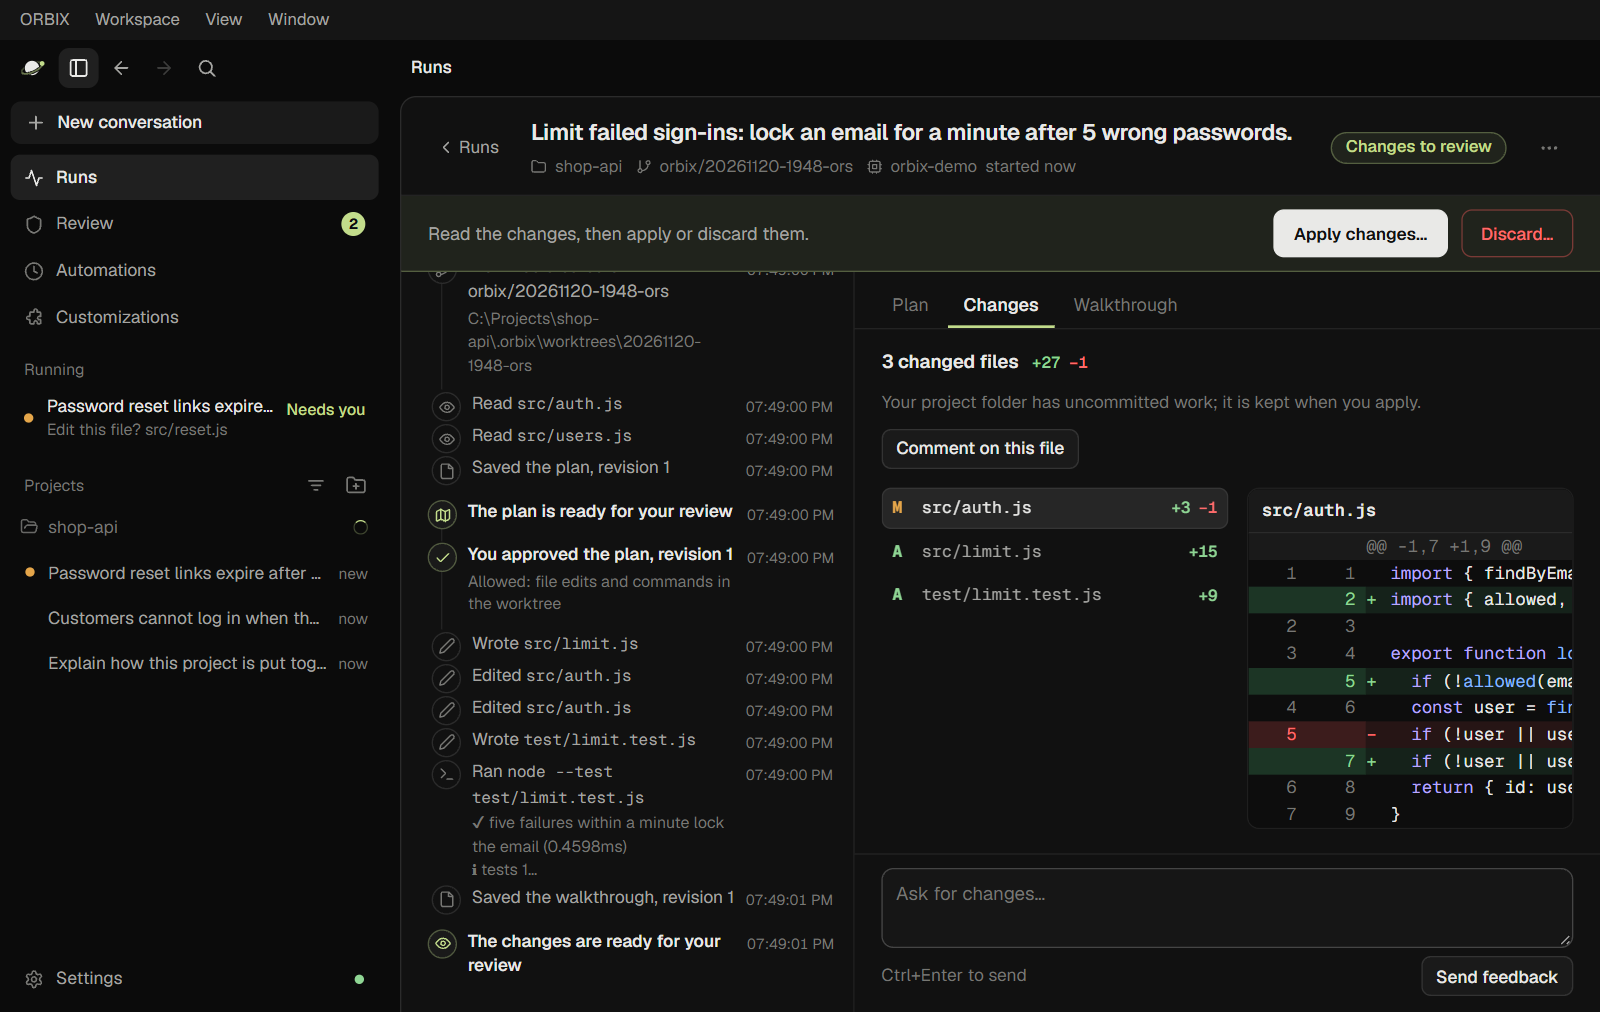 ORBIX Workspace View Window
Runs
New conversation
Runs
Review 2
Automations
Customizations
Running
Password reset links expire... Needs you
Edit this file? src/reset.js
Projects
shop-api
Password reset links expire after ... new
Customers cannot log in when th... now
Explain how this project is put tog... now
Settings
Runs
Limit failed sign-ins: lock an email for a minute after 5 wrong passwords.
shop-api orbix/20261120-1948-ors orbix-demo started now
Changes to review
Read the changes, then apply or discard them.
Apply changes...
Discard...
07:49:00 PM
orbix/20261120-1948-ors
C:\Projects\shop-
api\.orbix\worktrees\20261120-
1948-ors
Read src/auth.js 07:49:00 PM
Read src/users.js 07:49:00 PM
Saved the plan, revision 1 07:49:00 PM
The plan is ready for your review 07:49:00 PM
You approved the plan, revision 1 07:49:00 PM
Allowed: file edits and commands in
the worktree
Wrote src/limit.js 07:49:00 PM
Edited src/auth.js 07:49:00 PM
Edited src/auth.js 07:49:00 PM
Wrote test/limit.test.js 07:49:00 PM
Ran node --test 07:49:00 PM
test/limit.test.js
✓ five failures within a minute lock
the email (0.4598ms)
ℹ tests 1...
Saved the walkthrough, revision 1 07:49:01 PM
The changes are ready for your 07:49:01 PM
review
Plan Changes Walkthrough
3 changed files +27 −1
Your project folder has uncommitted work; it is kept when you apply.
Comment on this file
M src/auth.js +3 −1
A src/limit.js +15
A test/limit.test.js +9
src/auth.js
@@ -1,7 +1,9 @@
1 1 import { findByEma
2 + import { allowed,
2 3
3 4 export function lo
5 + if (!allowed(ema
4 6 const user = fin
5 − if (!user || use
7 + if (!user || use
6 8 return { id: use
7 9 }
Ask for changes...
Ctrl+Enter to send
Send feedback